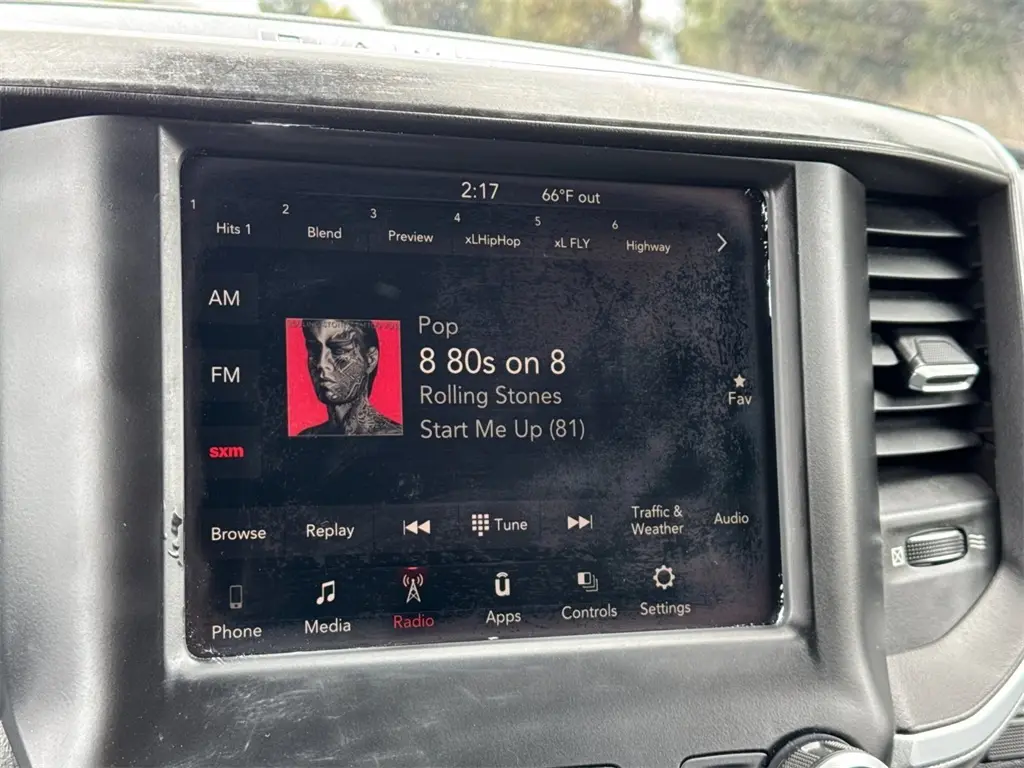 2:17 66°F out
1 2 3 4 5 6
Hits 1 Blend Preview xLHipHop xL FLY Highway
AM
FM
sxm
Pop
8 80s on 8
Rolling Stones
Start Me Up (81)
Fav
Browse Replay Tune Traffic & Weather Audio
Phone Media Radio Apps Controls Settings